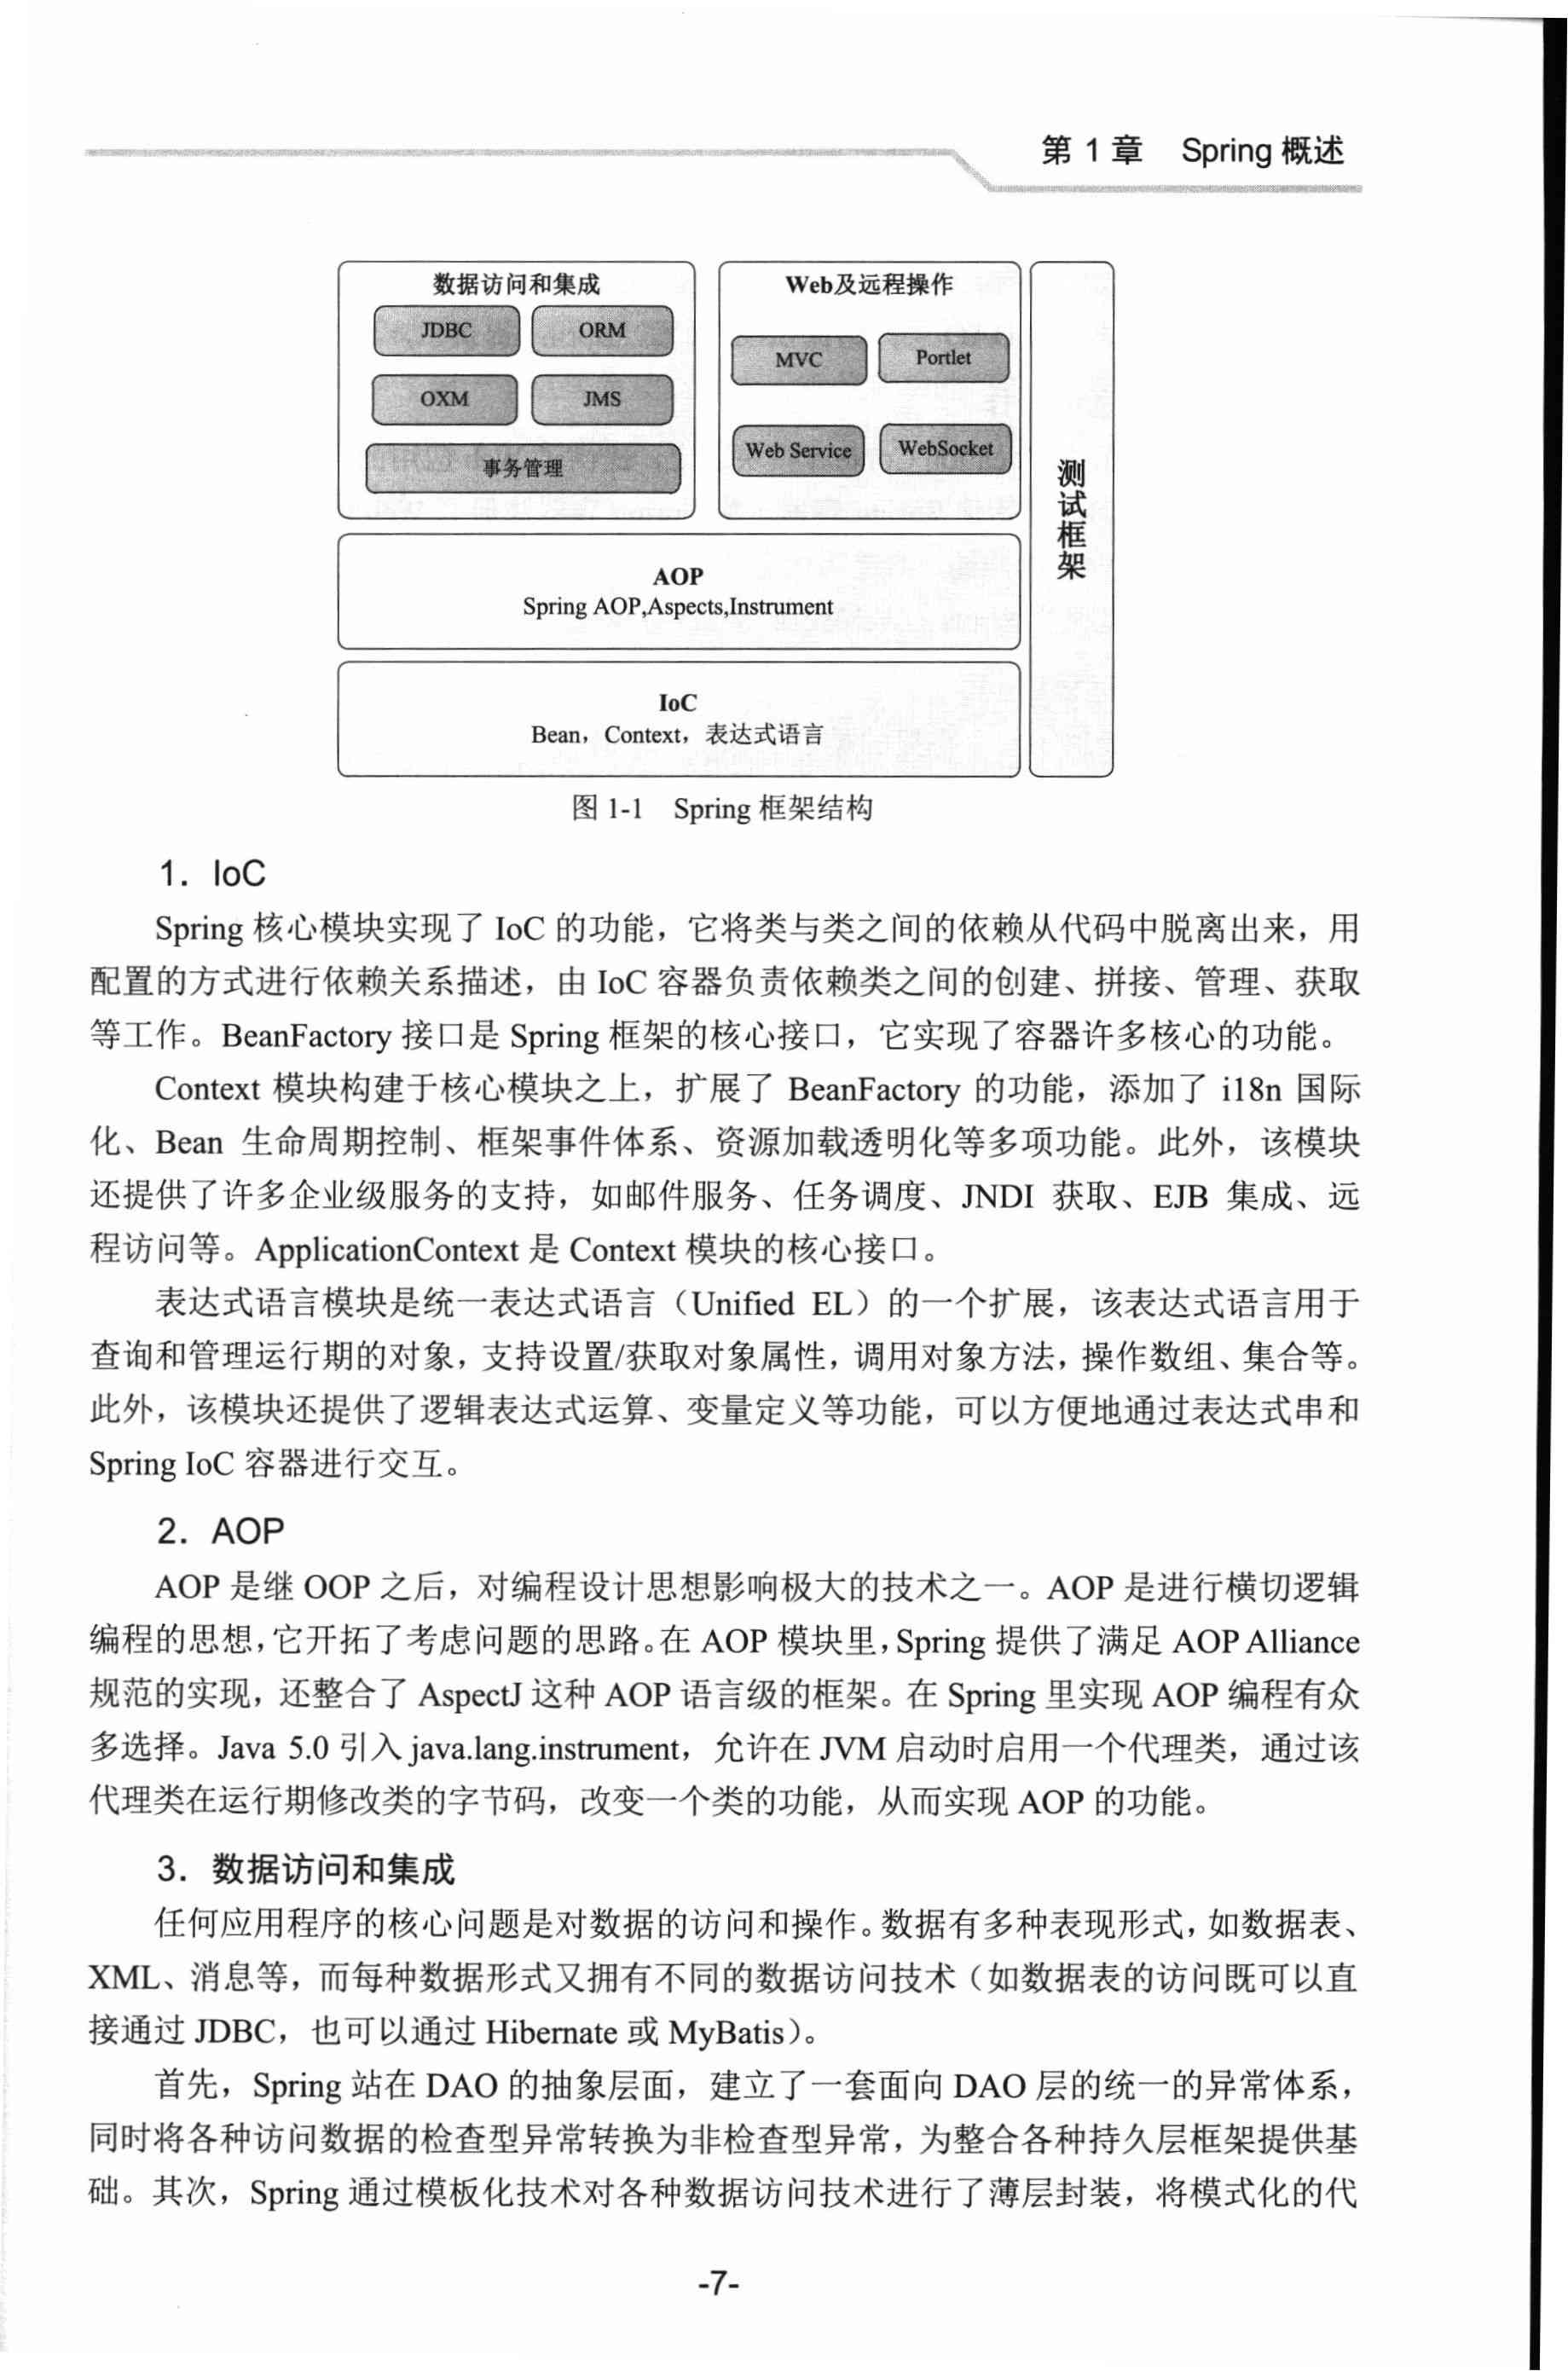 第 1 章 Spring 概述
数据访问和集成
JDBC ORM
OXM JMS
事务管理
Web及远程操作
MVC Portlet
Web Service WebSocket
测试框架
AOP
Spring AOP,Aspects,Instrument
IoC
Bean，Context，表达式语言
图 1-1 Spring 框架结构
1．IoC
Spring 核心模块实现了 IoC 的功能，它将类与类之间的依赖从代码中脱离出来，用
配置的方式进行依赖关系描述，由 IoC 容器负责依赖类之间的创建、拼接、管理、获取
等工作。BeanFactory 接口是 Spring 框架的核心接口，它实现了容器许多核心的功能。
Context 模块构建于核心模块之上，扩展了 BeanFactory 的功能，添加了 i18n 国际
化、Bean 生命周期控制、框架事件体系、资源加载透明化等多项功能。此外，该模块
还提供了许多企业级服务的支持，如邮件服务、任务调度、JNDI 获取、EJB 集成、远
程访问等。ApplicationContext 是 Context 模块的核心接口。
表达式语言模块是统一表达式语言（Unified EL）的一个扩展，该表达式语言用于
查询和管理运行期的对象，支持设置/获取对象属性，调用对象方法，操作数组、集合等。
此外，该模块还提供了逻辑表达式运算、变量定义等功能，可以方便地通过表达式串和
Spring IoC 容器进行交互。
2．AOP
AOP 是继 OOP 之后，对编程设计思想影响极大的技术之一。AOP 是进行横切逻辑
编程的思想，它开拓了考虑问题的思路。在 AOP 模块里，Spring 提供了满足 AOP Alliance
规范的实现，还整合了 AspectJ 这种 AOP 语言级的框架。在 Spring 里实现 AOP 编程有众
多选择。Java 5.0 引入 java.lang.instrument，允许在 JVM 启动时启用一个代理类，通过该
代理类在运行期修改类的字节码，改变一个类的功能，从而实现 AOP 的功能。
3．数据访问和集成
任何应用程序的核心问题是对数据的访问和操作。数据有多种表现形式，如数据表、
XML、消息等，而每种数据形式又拥有不同的数据访问技术（如数据表的访问既可以直
接通过 JDBC，也可以通过 Hibernate 或 MyBatis）。
首先，Spring 站在 DAO 的抽象层面，建立了一套面向 DAO 层的统一的异常体系，
同时将各种访问数据的检查型异常转换为非检查型异常，为整合各种持久层框架提供基
础。其次，Spring 通过模板化技术对各种数据访问技术进行了薄层封装，将模式化的代
-7-